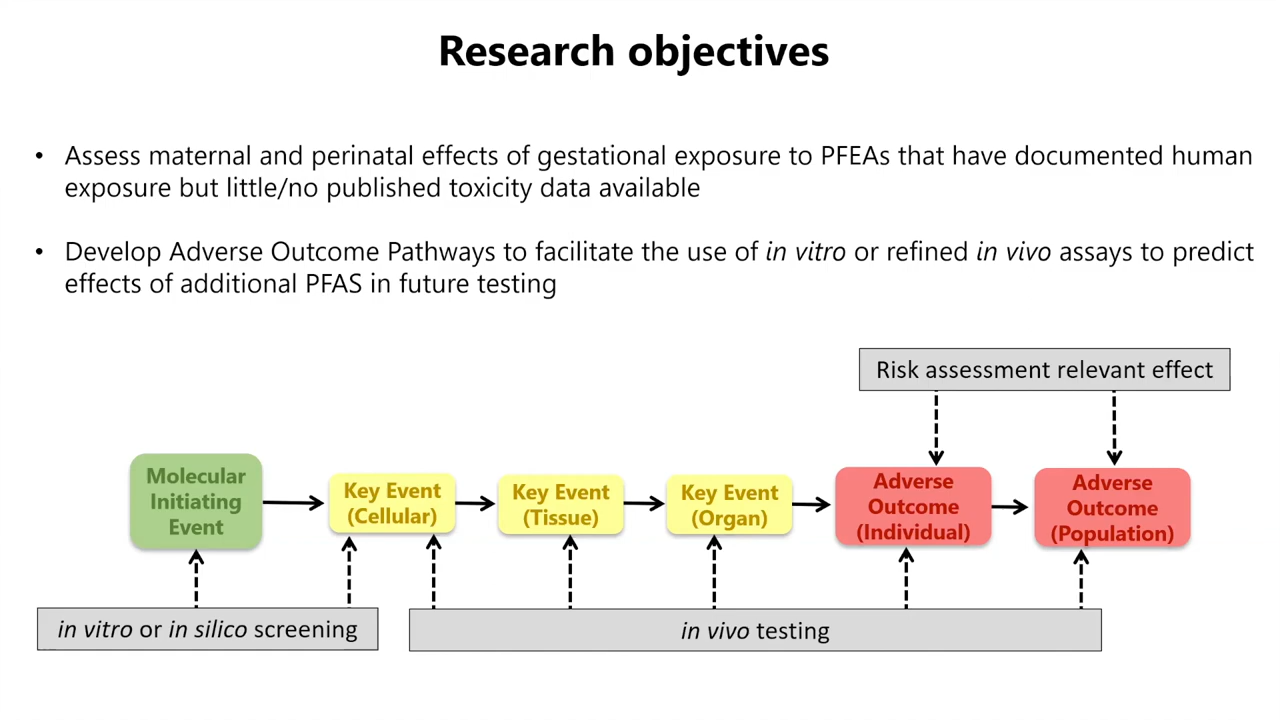 Research objectives
• Assess maternal and perinatal effects of gestational exposure to PFEAs that have documented human
exposure but little/no published toxicity data available
• Develop Adverse Outcome Pathways to facilitate the use of in vitro or refined in vivo assays to predict
effects of additional PFAS in future testing
Risk assessment relevant effect
Molecular
Initiating
Event
Key Event
(Cellular)
Key Event
(Tissue)
Key Event
(Organ)
Adverse
Outcome
(Individual)
Adverse
Outcome
(Population)
in vitro or in silico screening
in vivo testing